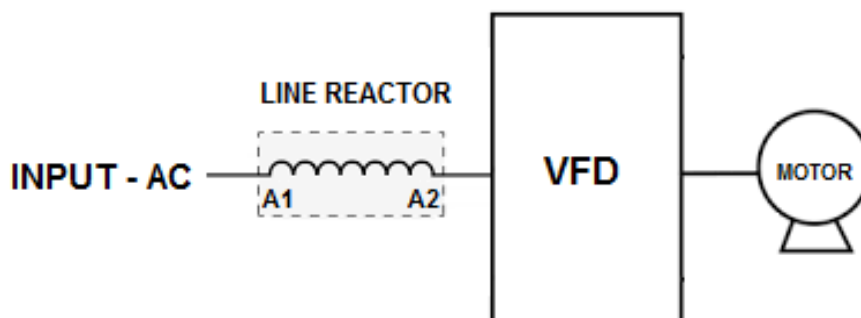 LINE REACTOR
INPUT - AC
A1
A2
VFD
MOTOR